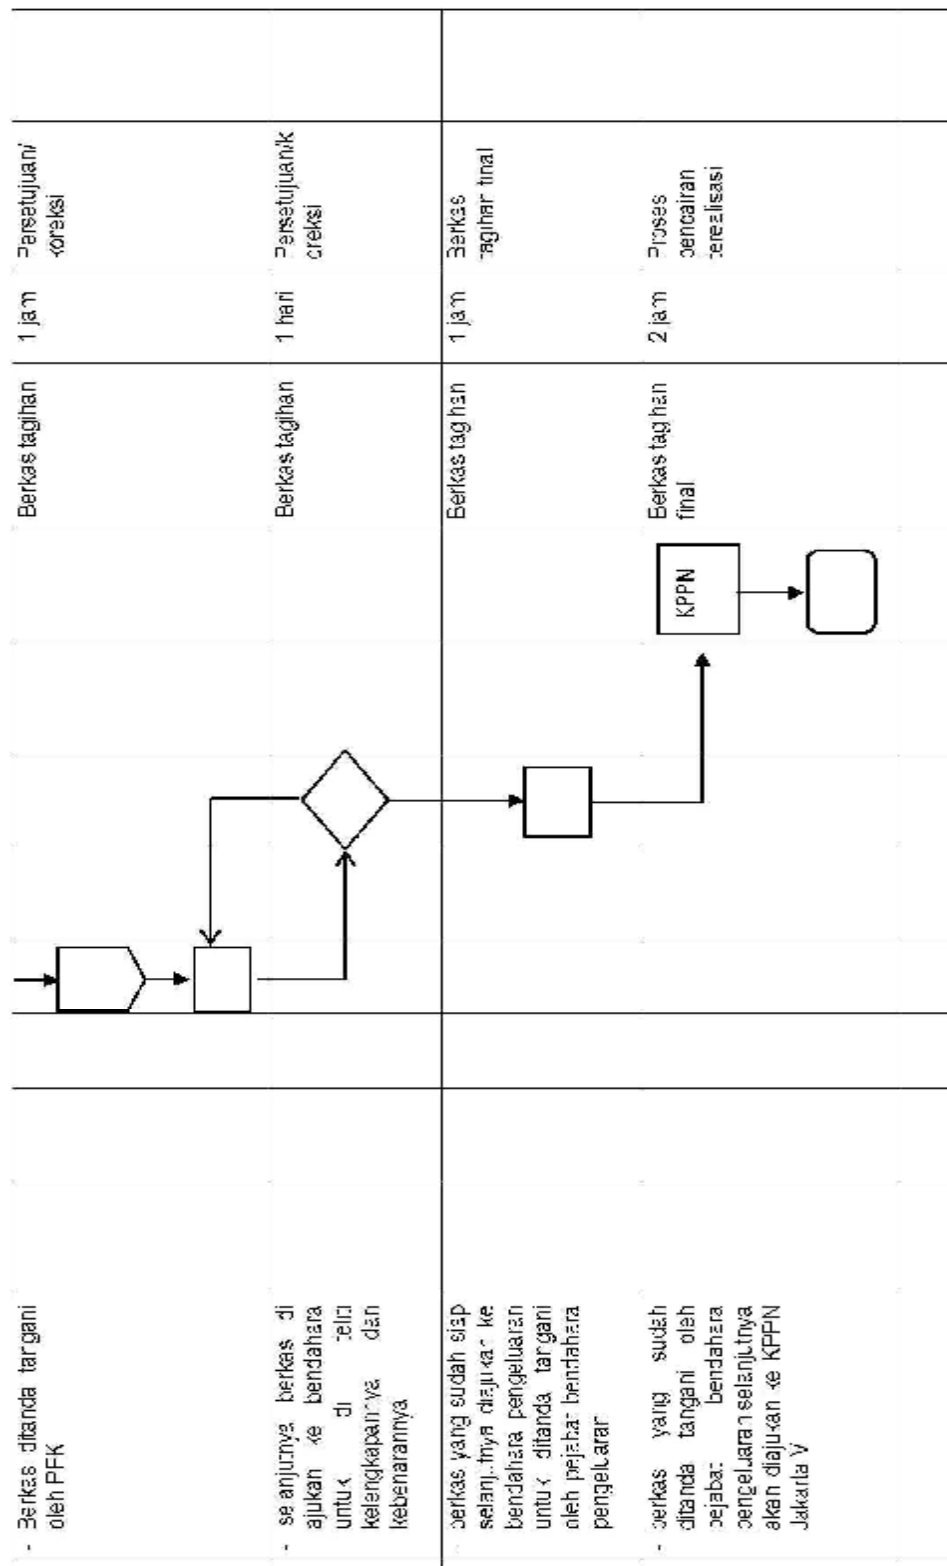 - Berkas ditanda tangani
oleh PPK
Berkas tagihan
1 jam
Persetujuan/
koreksi
- selanjutnya berkas di
ajukan ke bendahara
untuk di teliti
kelengkapannya dan
kebenarannya
Berkas tagihan
1 hari
Persetujuan/k
oreksi
- berkas yang sudah siap
selanjutnya diajukan ke
bendahara pengeluaran
untuk ditanda tangani
oleh pejabat bendahara
pengeluaran
Berkas tagihan
1 jam
Berkas
tagihan final
- berkas yang sudah
ditanda tangani oleh
pejabat bendahara
pengeluaran selanjutnya
akan diajukan ke KPPN
Jakarta V
KPPN
Berkas tagihan
final
2 jam
Proses
pencairan
terealisasi